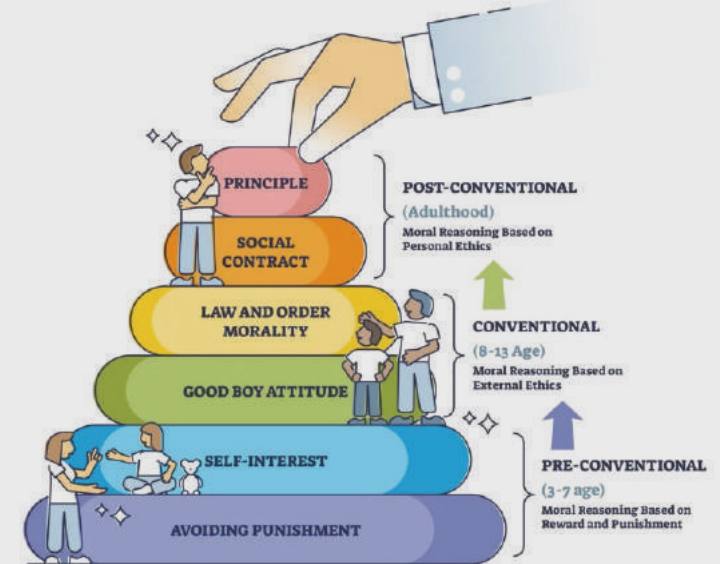 PRINCIPLE
SOCIAL
CONTRACT
LAW AND ORDER
MORALITY
GOOD BOY ATTITUDE
SELF-INTEREST
AVOIDING PUNISHMENT
POST-CONVENTIONAL
(Adulthood)
Moral Reasoning Based on
Personal Ethics
CONVENTIONAL
(8-13 Age)
Moral Reasoning Based on
External Ethics
PRE-CONVENTIONAL
(3-7 age)
Moral Reasoning Based on
Reward and Punishment